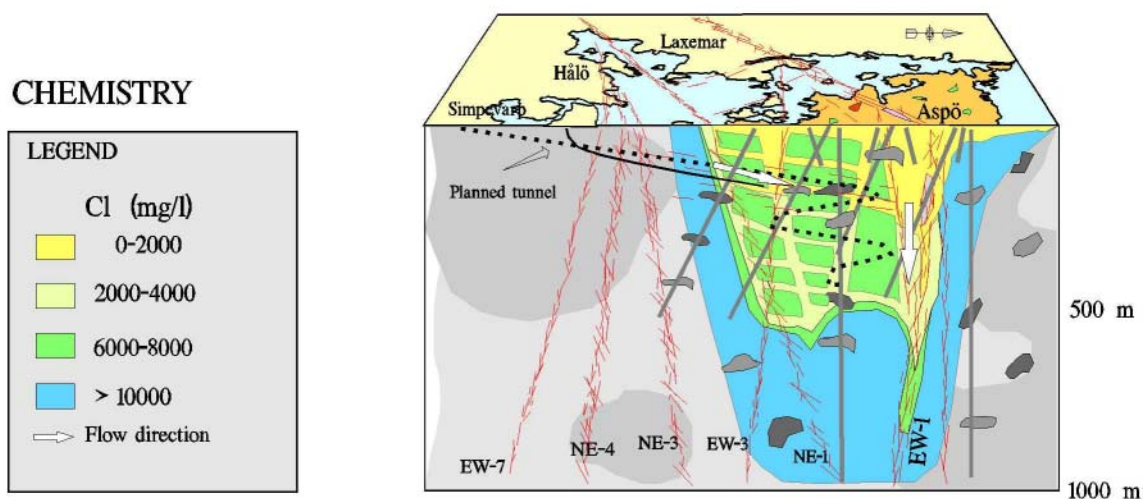 CHEMISTRY
LEGEND
Cl (mg/l)
0-2000
2000-4000
6000-8000
> 10000
Flow direction
Laxemar
Hålö
Simpevarp
Äspö
Planned tunnel
500 m
EW-7
NE-4
NE-3
EW-3
NE-1
EW-1
1000 m